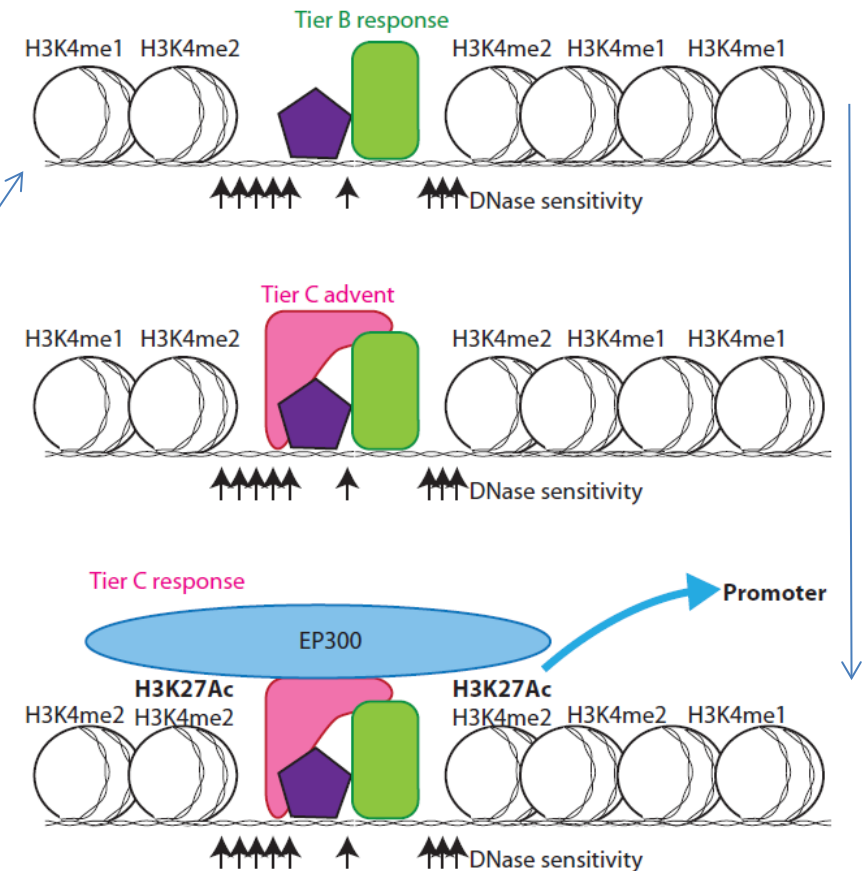 Tier B response
H3K4me1 H3K4me2 H3K4me2 H3K4me1 H3K4me1
DNase sensitivity
Tier C advent
H3K4me1 H3K4me2 H3K4me2 H3K4me1 H3K4me1
DNase sensitivity
Tier C response
Promoter
EP300
H3K27Ac H3K27Ac
H3K4me2 H3K4me2 H3K4me2 H3K4me2 H3K4me1
DNase sensitivity